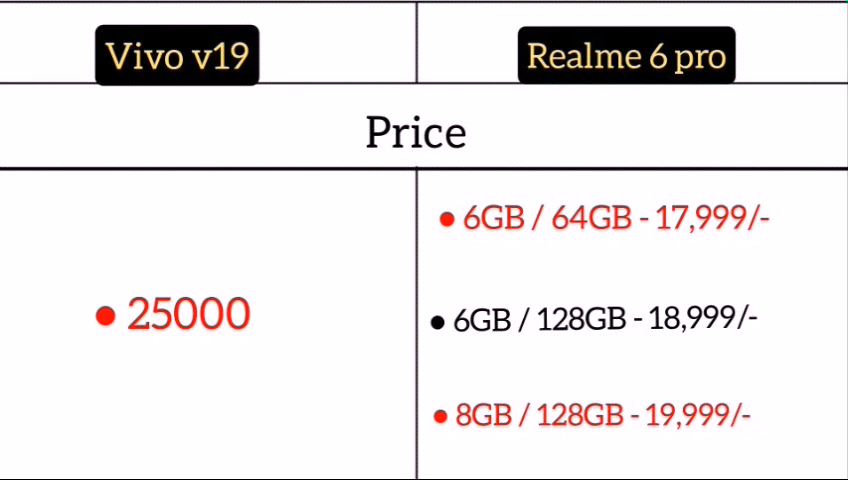 Vivo v19
Realme 6 pro
Price
• 25000
• 6GB / 64GB - 17,999/-
• 6GB / 128GB - 18,999/-
• 8GB / 128GB - 19,999/-